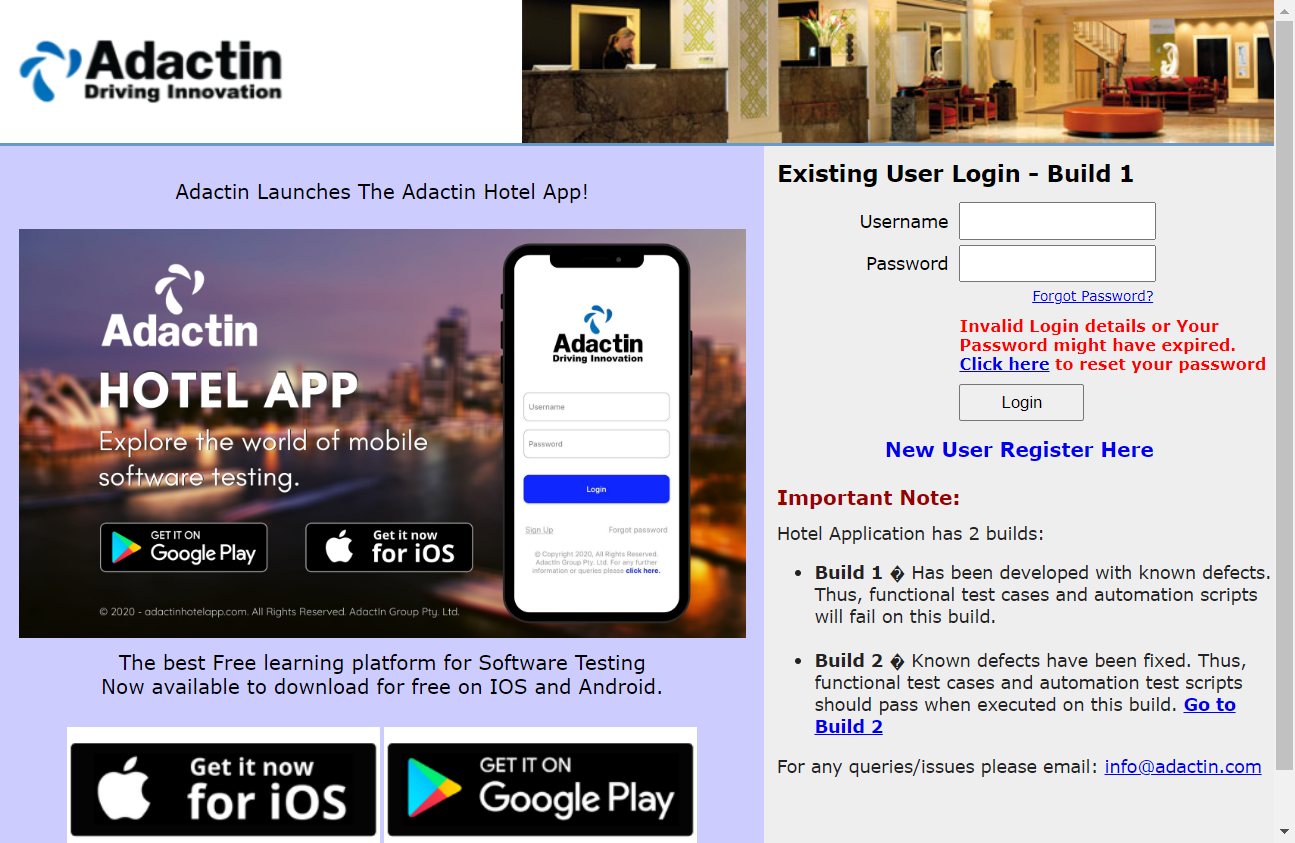 Adactin
Driving Innovation
Adactin Launches The Adactin Hotel App!
Adactin
HOTEL APP
Explore the world of mobile
software testing.
GET IT ON
Google Play
Get it now
for iOS
© 2020 - adactinhotelapp.com. All Rights Reserved. Adactin Group Pty. Ltd.
Adactin
Driving Innovation
Username
Password
Login
Sign Up Forgot password
© Copyright 2020, All Rights Reserved.
Adactin Group Pty. Ltd. For any further
information or queries please click here.
The best Free learning platform for Software Testing
Now available to download for free on IOS and Android.
Get it now
for iOS
GET IT ON
Google Play
Existing User Login - Build 1
Username
Password
Forgot Password?
Invalid Login details or Your
Password might have expired.
Click here to reset your password
Login
New User Register Here
Important Note:
Hotel Application has 2 builds:
• Build 1 � Has been developed with known defects.
Thus, functional test cases and automation scripts
will fail on this build.
• Build 2 � Known defects have been fixed. Thus,
functional test cases and automation test scripts
should pass when executed on this build. Go to
Build 2
For any queries/issues please email: info@adactin.com